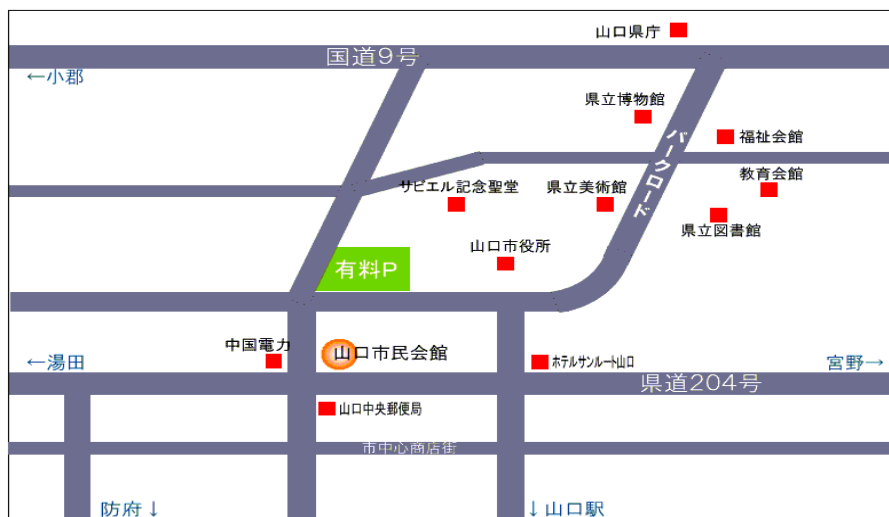 山口県庁
国道9号
←小郡
県立博物館
福祉会館
パークロード
教育会館
サビエル記念聖堂
県立美術館
県立図書館
山口市役所
有料P
中国電力
山口市民会館
←湯田
ホテルサンルート山口
宮野→
県道204号
山口中央郵便局
市中心商店街
防府↓
↓山口駅